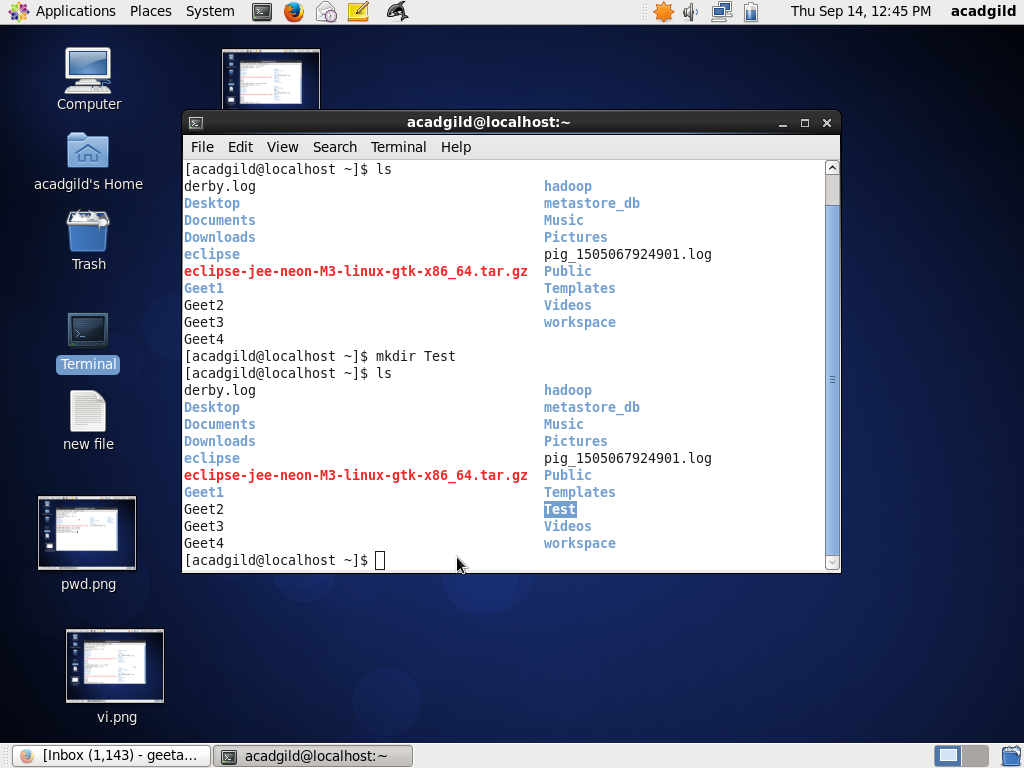 Applications Places System Thu Sep 14, 12:45 PM acadgild
Computer
acadgild's Home
Trash
Terminal
new file
pwd.png
vi.png
acadgild@localhost:~
File Edit View Search Terminal Help
[acadgild@localhost ~]$ ls
derby.log hadoop
Desktop metastore_db
Documents Music
Downloads Pictures
eclipse pig_1505067924901.log
eclipse-jee-neon-M3-linux-gtk-x86_64.tar.gz Public
Geet1 Templates
Geet2 Videos
Geet3 workspace
Geet4
[acadgild@localhost ~]$ mkdir Test
[acadgild@localhost ~]$ ls
derby.log hadoop
Desktop metastore_db
Documents Music
Downloads Pictures
eclipse pig_1505067924901.log
eclipse-jee-neon-M3-linux-gtk-x86_64.tar.gz Public
Geet1 Templates
Geet2 Test
Geet3 Videos
Geet4 workspace
[acadgild@localhost ~]$
[Inbox (1,143) - geeta... acadgild@localhost:~